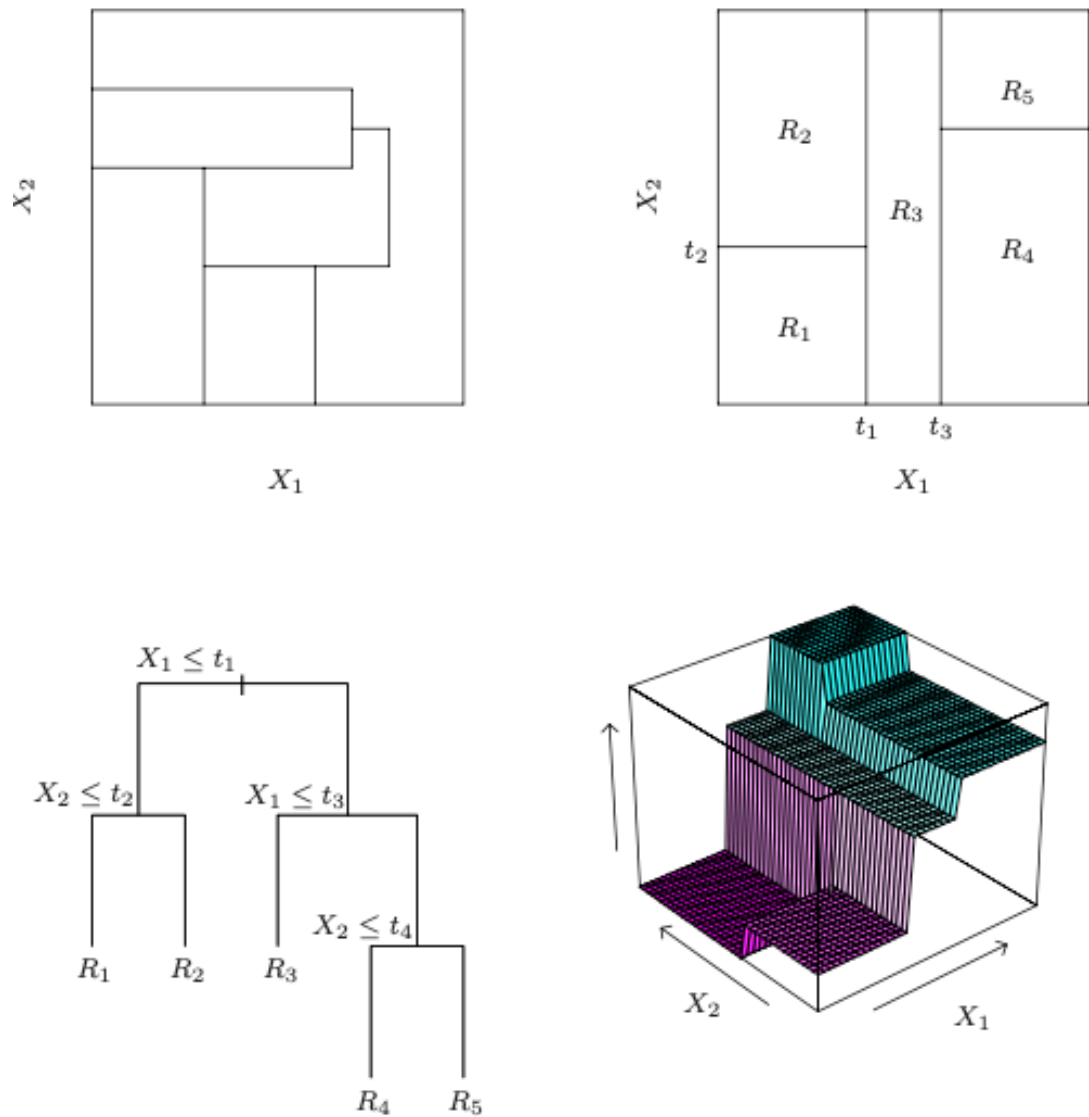 X₂
X₁
R₅
R₂
X₂
R₃
t₂
R₄
R₁
t₁ t₃
X₁
X₁ ≤ t₁
X₂ ≤ t₂ X₁ ≤ t₃
X₂ ≤ t₄
R₁ R₂ R₃
R₄ R₅
X₂
X₁